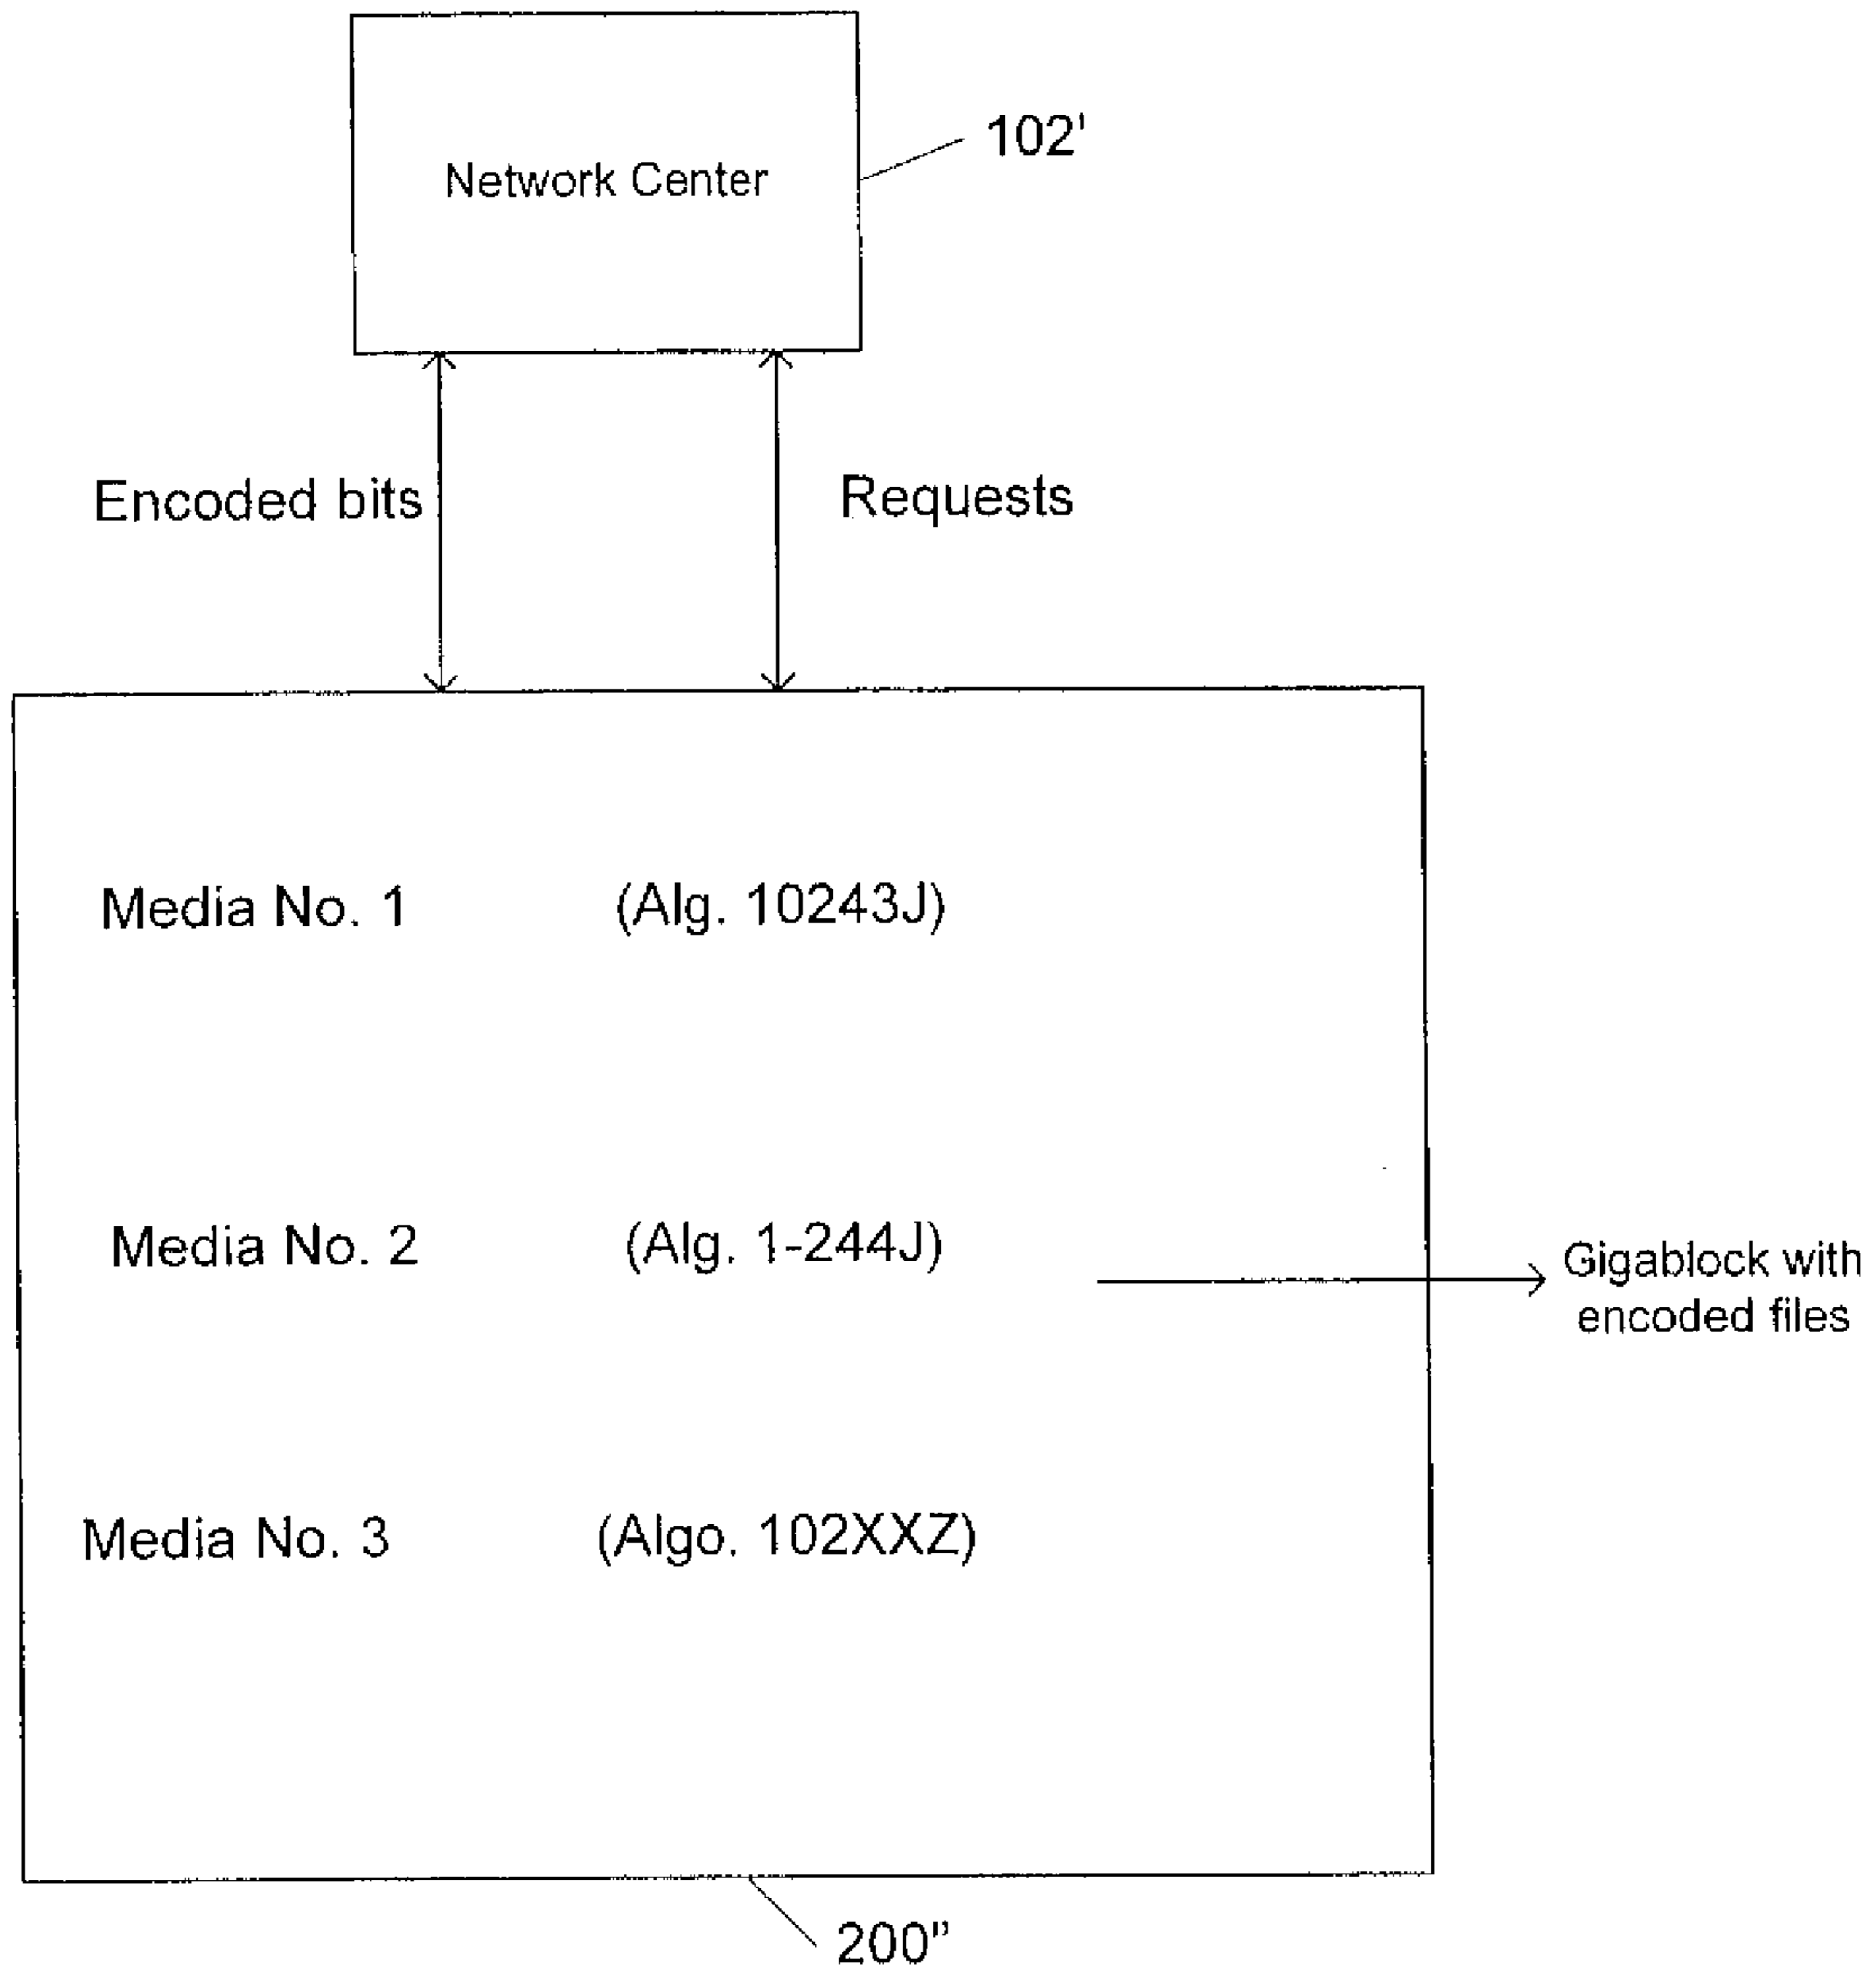 102'
Network Center
Encoded bits
Requests
Media No. 1 (Alg. 10243J)
Media No. 2 (Alg. 1-244J)
Gigablock with
encoded files
Media No. 3 (Algo. 102XXZ)
200"